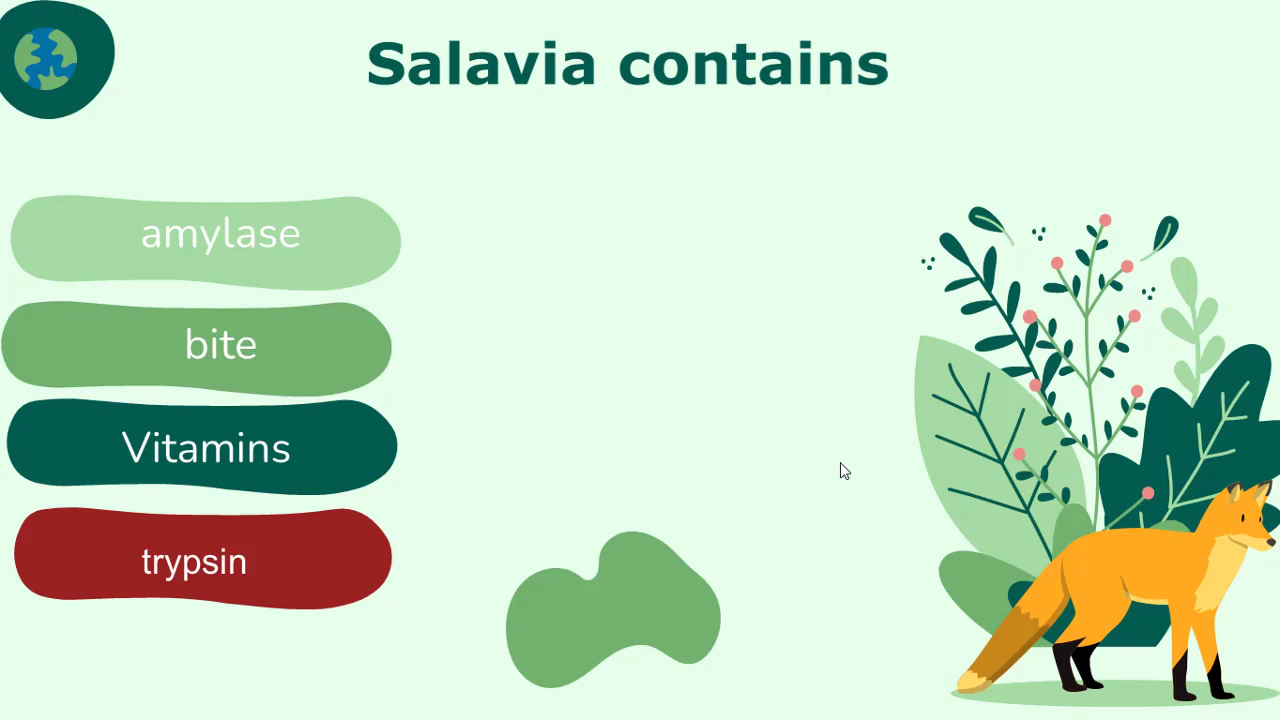 Salavia contains
amylase
bite
Vitamins
trypsin